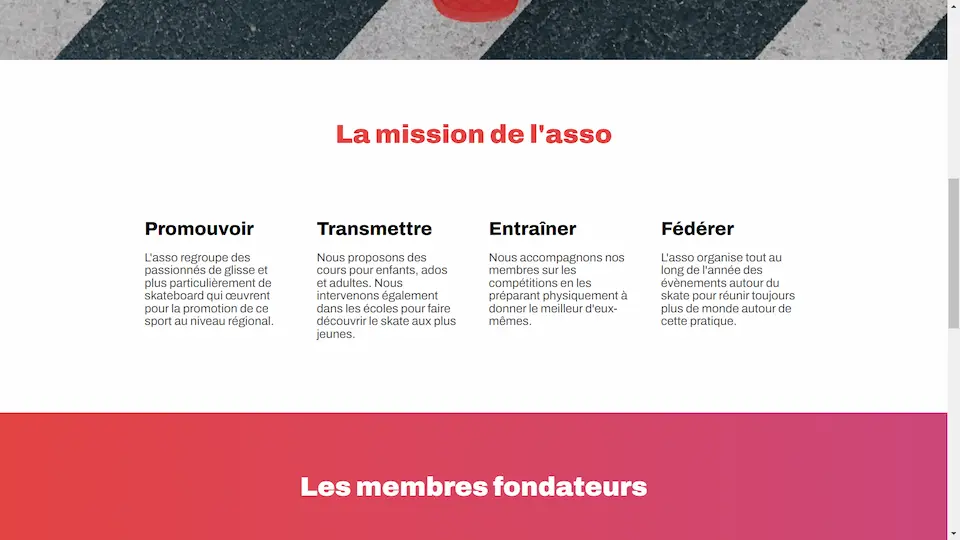 La mission de l'asso
Promouvoir
L'asso regroupe des
passionnés de glisse et
plus particulièrement de
skateboard qui œuvrent
pour la promotion de ce
sport au niveau régional.
Transmettre
Nous proposons des
cours pour enfants, ados
et adultes. Nous
intervenons également
dans les écoles pour faire
découvrir le skate aux plus
jeunes.
Entraîner
Nous accompagnons nos
membres sur les
compétitions en les
préparant physiquement à
donner le meilleur d'eux-
mêmes.
Fédérer
L'asso organise tout au
long de l'année des
évènements autour du
skate pour réunir toujours
plus de monde autour de
cette pratique.
Les membres fondateurs